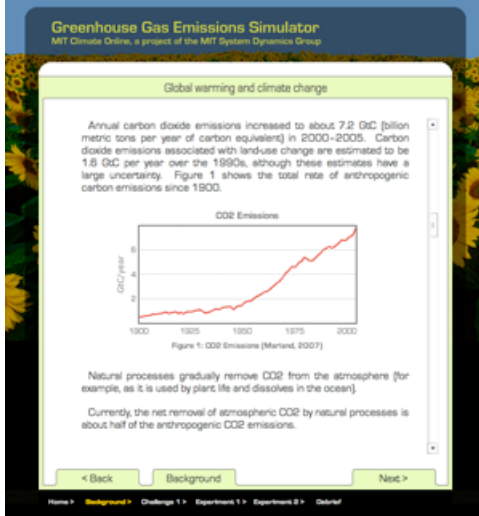 Greenhouse Gas Emissions Simulator
MIT Climate Online, a project of the MIT System Dynamics Group
Global warming and climate change
Annual carbon dioxide emissions increased to about 7.2 GtC (billion
metric tons per year of carbon equivalent) in 2000-2005. Carbon
dioxide emissions associated with land-use change are estimated to be
1.6 GtC per year over the 1990s, although these estimates have a
large uncertainty. Figure 1 shows the total rate of anthropogenic
carbon emissions since 1900.
CO2 Emissions
GtC/year
6
4
2
1900 1925 1950 1975 2000
Figure 1: CO2 Emissions (Marland, 2007)
Natural processes gradually remove CO2 from the atmosphere (for
example, as it is used by plant life and dissolves in the ocean).
Currently, the net removal of atmospheric CO2 by natural processes is
about half of the anthropogenic CO2 emissions.
< Back Background Next >
Home > Background > Challenge 1 > Experiment 1 > Experiment 2 > Debrief